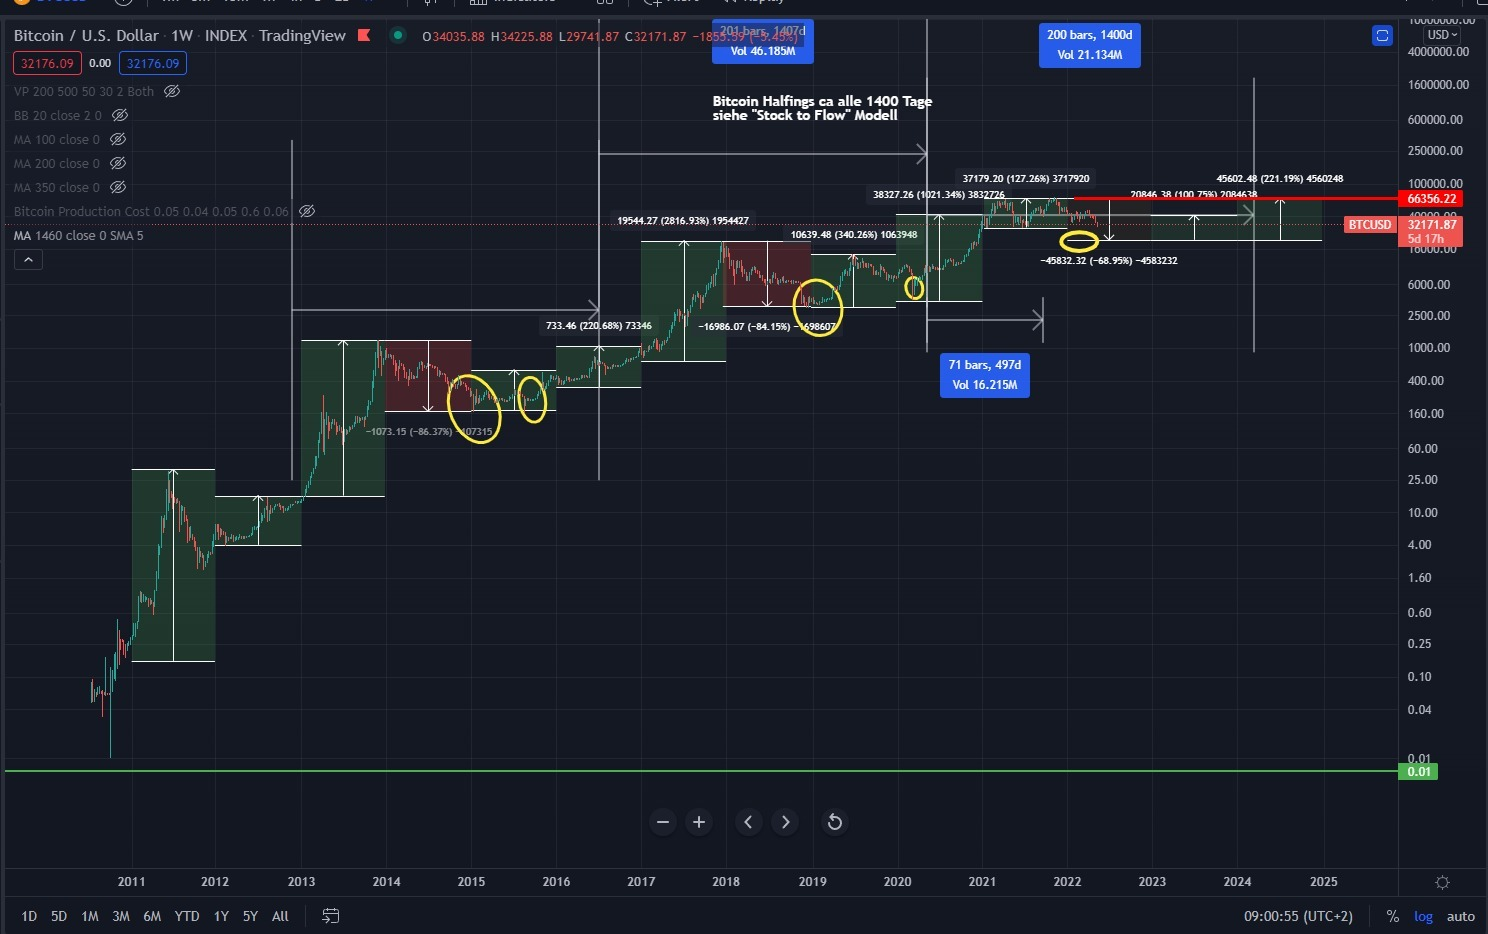 Bitcoin / U.S. Dollar · 1W · INDEX · TradingView
O34035.88 H34225.88 L29741.87 C32171.87 −1855.59 (−5.45%)
32176.09 0.00 32176.09
VP 200 500 50 30 2 Both
BB 20 close 2 0
MA 100 close 0
MA 200 close 0
MA 350 close 0
Bitcoin Production Cost 0.05 0.04 0.05 0.6 0.06
MA 1460 close 0 SMA 5
201 bars, 1407d
Vol 46.185M
200 bars, 1400d
Vol 21.134M
Bitcoin Halfings ca alle 1400 Tage
siehe "Stock to Flow" Modell
37179.20 (127.26%) 3717920
45602.48 (221.19%) 4560248
38327.26 (1021.34%) 3832726
20846.38 (100.75%) 2084638
19544.27 (2816.93%) 1954427
10639.48 (340.26%) 1063948
−45832.32 (−68.95%) −4583232
733.46 (220.68%) 73346
−16986.07 (−84.15%) −1698607
71 bars, 497d
Vol 16.215M
−1073.15 (−86.37%) −107315
USD
4000000.00
1600000.00
600000.00
250000.00
100000.00
66356.22
40000.00
BTCUSD 32171.87
5d 17h
16000.00
6000.00
2500.00
1000.00
400.00
160.00
60.00
25.00
10.00
4.00
1.60
0.60
0.25
0.10
0.04
0.01
0.01
2011 2012 2013 2014 2015 2016 2017 2018 2019 2020 2021 2022 2023 2024 2025
1D 5D 1M 3M 6M YTD 1Y 5Y All
09:00:55 (UTC+2) % log auto